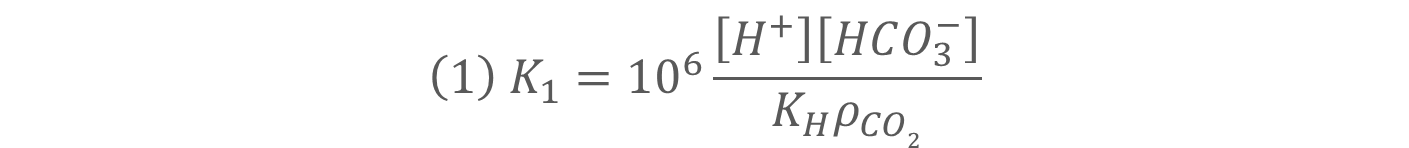 (1) K₁ = 10⁶ [H⁺][HCO₃⁻] / K_H ρ_CO₂